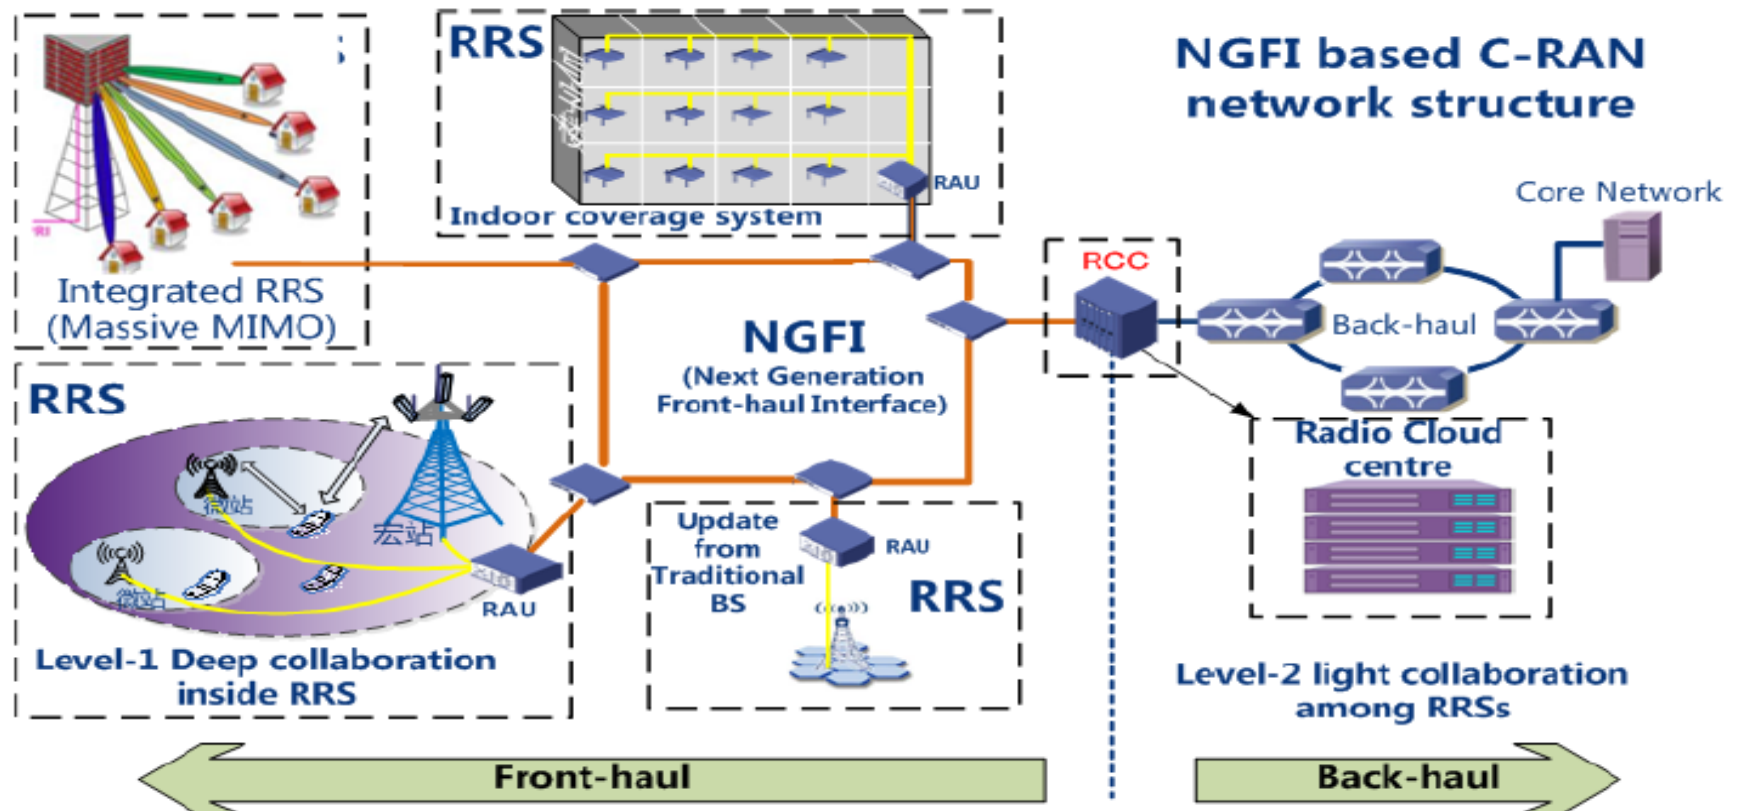 RRS
RAU
Indoor coverage system
NGFI based C-RAN
network structure
Core Network
RCC
Back-haul
Integrated RRS
(Massive MIMO)
NGFI
(Next Generation
Front-haul Interface)
RRS
微站
宏站
微站
RAU
Level-1 Deep collaboration
inside RRS
Update
from
Traditional
BS
RAU
RRS
Radio Cloud
centre
Level-2 light collaboration
among RRSs
Front-haul
Back-haul